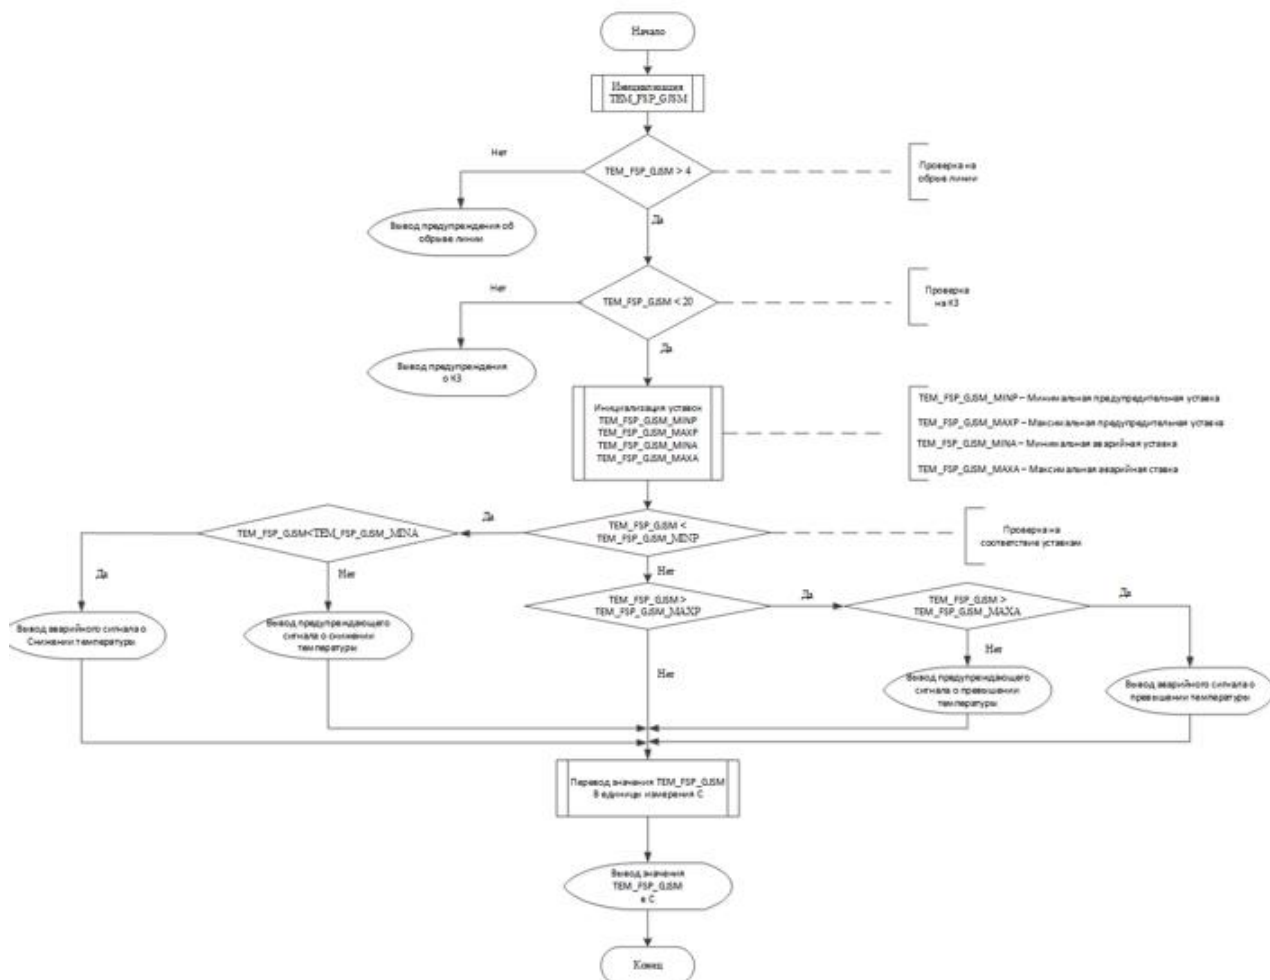 Начало
Инициализация
TEM_FSP_GJSM
Нет
TEM_FSP_GJSM > 4
Проверка на
обрыв линии
Вывод предупреждения об
обрыве линии
Да
Нет
TEM_FSP_GJSM < 20
Проверка
на КЗ
Вывод предупреждения
о КЗ
Да
Инициализация уставок
TEM_FSP_GJSM_MINP
TEM_FSP_GJSM_MAXP
TEM_FSP_GJSM_MINA
TEM_FSP_GJSM_MAXA
TEM_FSP_GJSM_MINP – Минимальная предупредительная уставка
TEM_FSP_GJSM_MAXP – Максимальная предупредительная уставка
TEM_FSP_GJSM_MINA – Минимальная аварийная уставка
TEM_FSP_GJSM_MAXA – Максимальная аварийная ставка
TEM_FSP_GJSM<TEM_FSP_GJSM_MINA
Да
TEM_FSP_GJSM <
TEM_FSP_GJSM_MINP
Проверка на
соответствие уставкам
Да
Нет
Нет
TEM_FSP_GJSM >
TEM_FSP_GJSM_MAXP
Да
TEM_FSP_GJSM >
TEM_FSP_GJSM_MAXA
Да
Вывод аварийного сигнала о
Снижении температуры
Вывод предупреждающего
сигнала о снижении
температуры
Нет
Нет
Вывод предупреждающего
сигнала о превышении
температуры
Вывод аварийного сигнала о
превышении температуры
Перевод значения TEM_FSP_GJSM
В единицы измерения С
Вывод значения
TEM_FSP_GJSM
в С
Конец